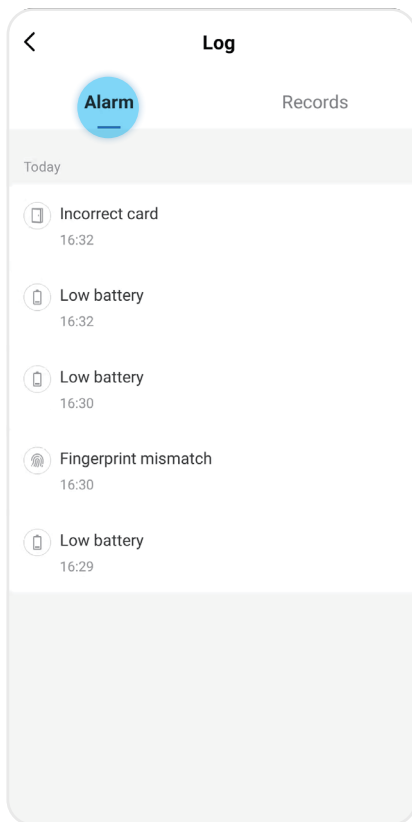 Log
Alarm
Records
Today
Incorrect card
16:32
Low battery
16:32
Low battery
16:30
Fingerprint mismatch
16:30
Low battery
16:29